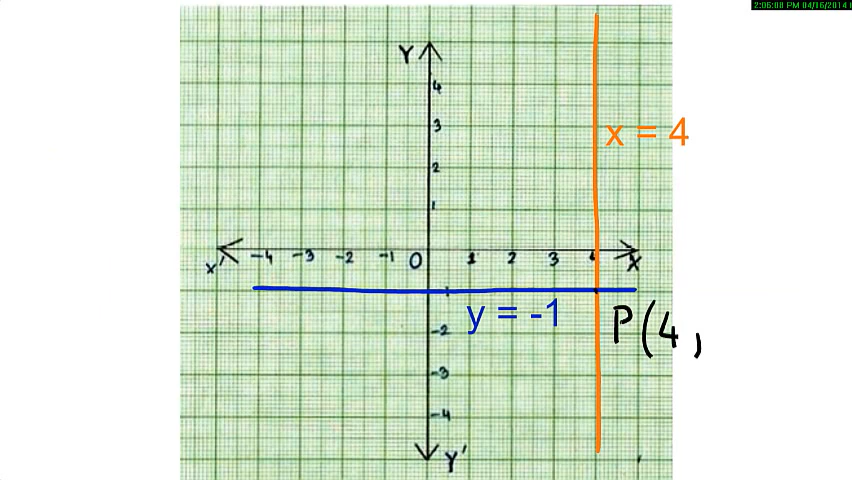 2:05:08 PM 04/16/2014
Y
4
3
x = 4
2
1
X' -4 -3 -2 -1 0 1 2 3 4 X
y = -1
P(4,
-2
-3
-4
Y'